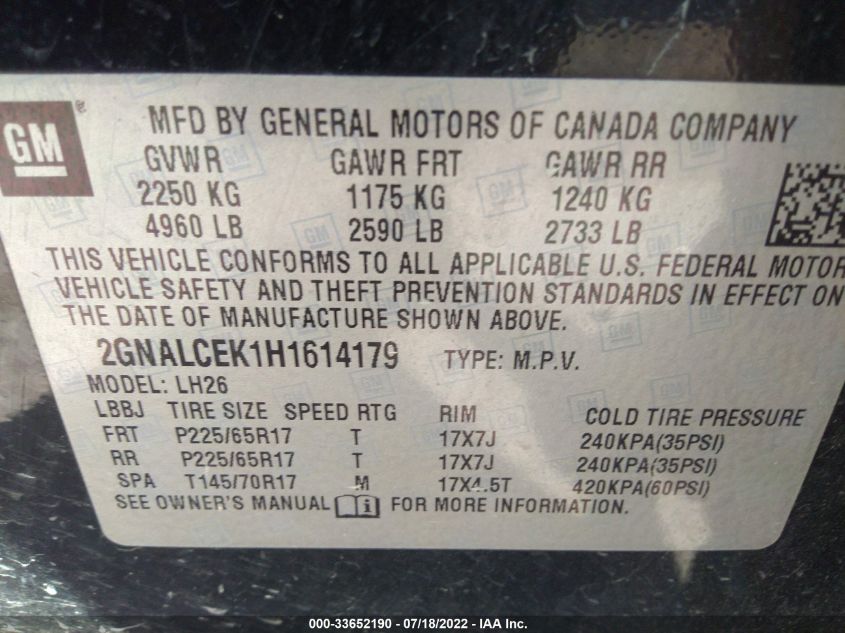 GM ®
MFD BY GENERAL MOTORS OF CANADA COMPANY
GVWR GAWR FRT GAWR RR
2250 KG 1175 KG 1240 KG
4960 LB 2590 LB 2733 LB
THIS VEHICLE CONFORMS TO ALL APPLICABLE U.S. FEDERAL MOTOR
VEHICLE SAFETY AND THEFT PREVENTION STANDARDS IN EFFECT ON
THE DATE OF MANUFACTURE SHOWN ABOVE.
2GNALCEK1H1614179 TYPE: M.P.V.
MODEL: LH26
LBBJ TIRE SIZE SPEED RTG RIM COLD TIRE PRESSURE
FRT P225/65R17 T 17X7J 240KPA(35PSI)
RR P225/65R17 T 17X7J 240KPA(35PSI)
SPA T145/70R17 M 17X4.5T 420KPA(60PSI)
SEE OWNER'S MANUAL i FOR MORE INFORMATION.
000-33652190 - 07/18/2022 - IAA Inc.